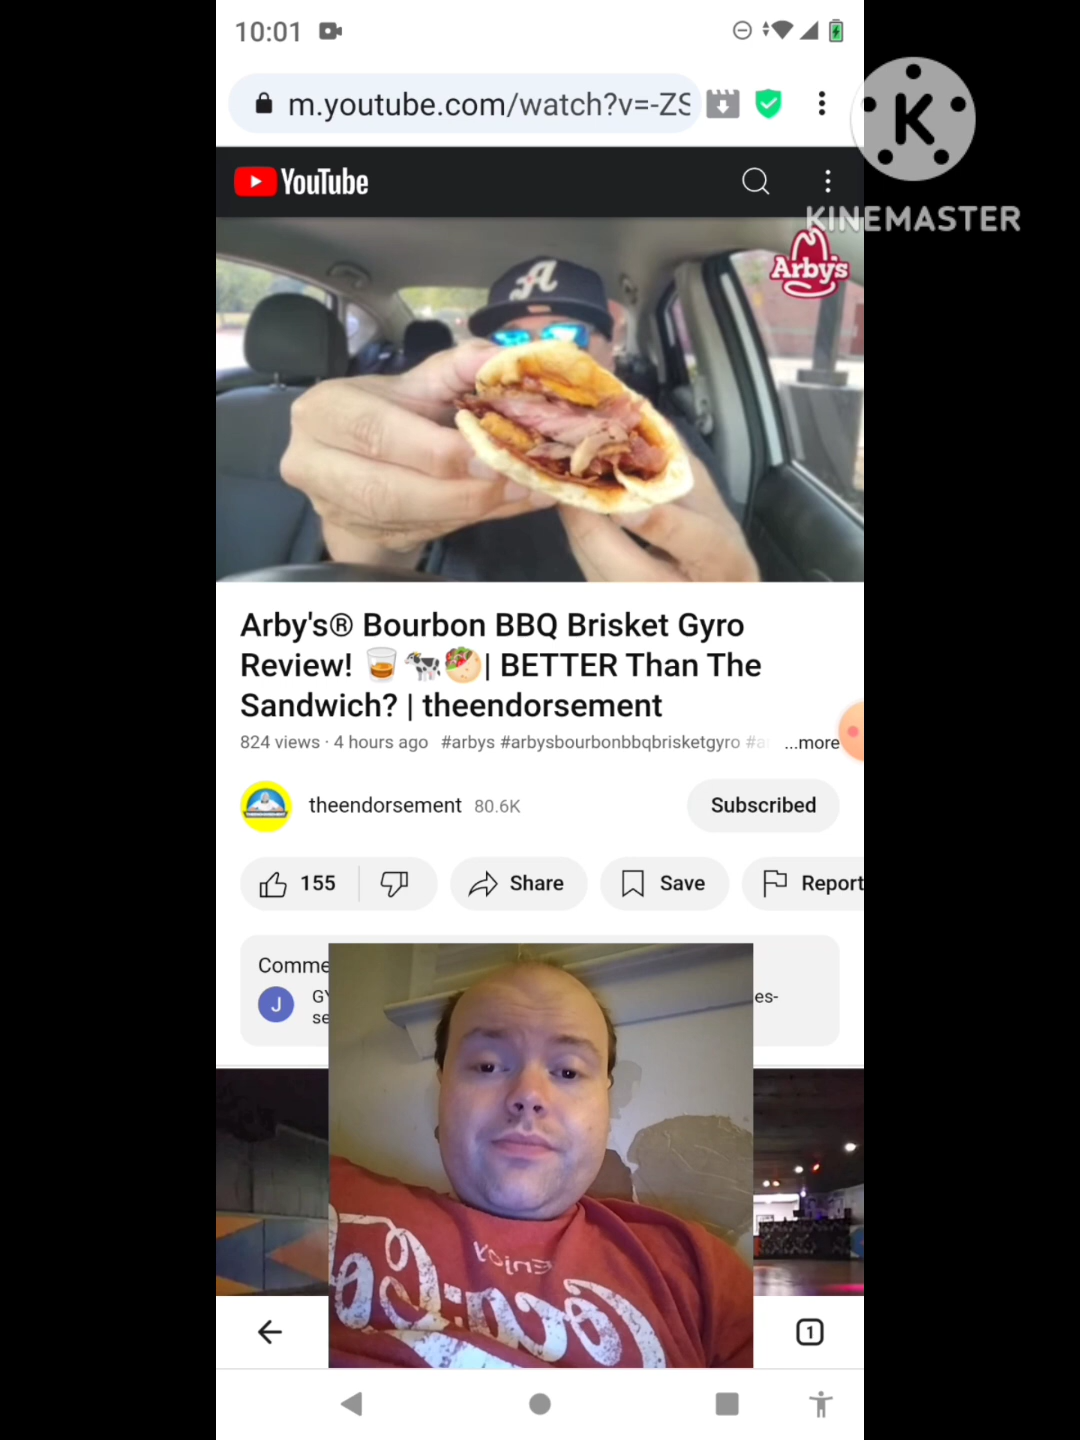 10:01
m.youtube.com/watch?v=-ZS
K
KINEMASTER
YouTube
A
Arby's
Arby's® Bourbon BBQ Brisket Gyro
Review! 🥃🐄🥙| BETTER Than The
Sandwich? | theendorsement
824 views · 4 hours ago #arbys #arbysbourbonbbqbrisketgyro ...more
theendorsement 80.6K Subscribed
155 Share Save Report
Comme
J
es-
se
Enjoy
Coca-Co
1